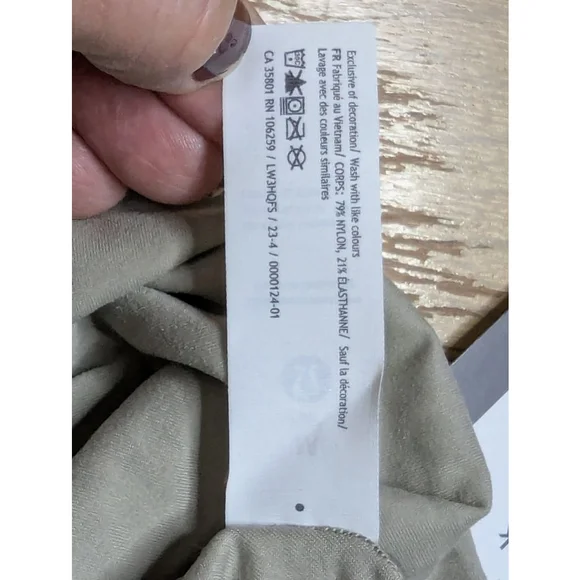 Exclusive of decoration/ Wash with like colours
FR Fabriqué au Vietnam/ CORPS: 79% NYLON, 21% ÉLASTHANNE/ Sauf la décoration/
Lavage avec des couleurs similaires
CA 35801 RN 106259 / LW3HQFS / 23-4 / 0000124-01